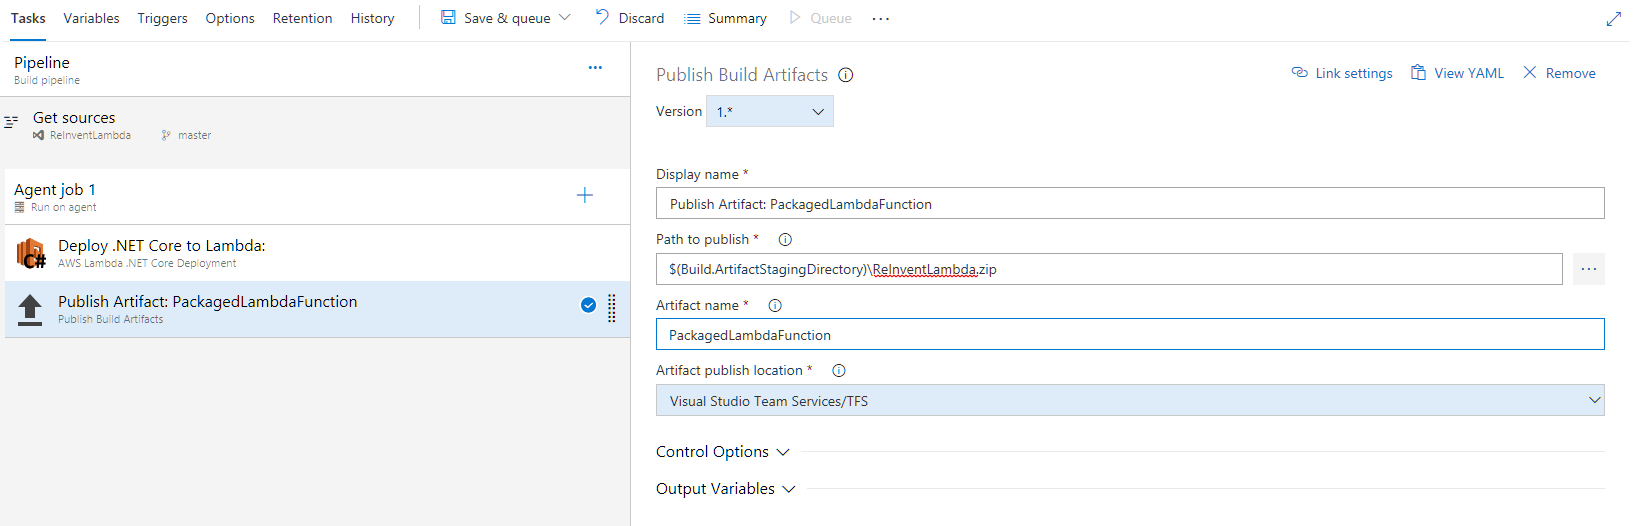 Tasks Variables Triggers Options Retention History Save & queue Discard Summary Queue ...
Pipeline
Build pipeline
...
Get sources
ReInventLambda master
Agent job 1
Run on agent
Deploy .NET Core to Lambda:
C#
AWS Lambda .NET Core Deployment
Publish Artifact: PackagedLambdaFunction
Publish Build Artifacts
Publish Build Artifacts
Link settings View YAML Remove
Version 1.*
Display name *
Publish Artifact: PackagedLambdaFunction
Path to publish *
$(Build.ArtifactStagingDirectory)\ReInventLambda.zip
...
Artifact name *
PackagedLambdaFunction
Artifact publish location *
Visual Studio Team Services/TFS
Control Options
Output Variables